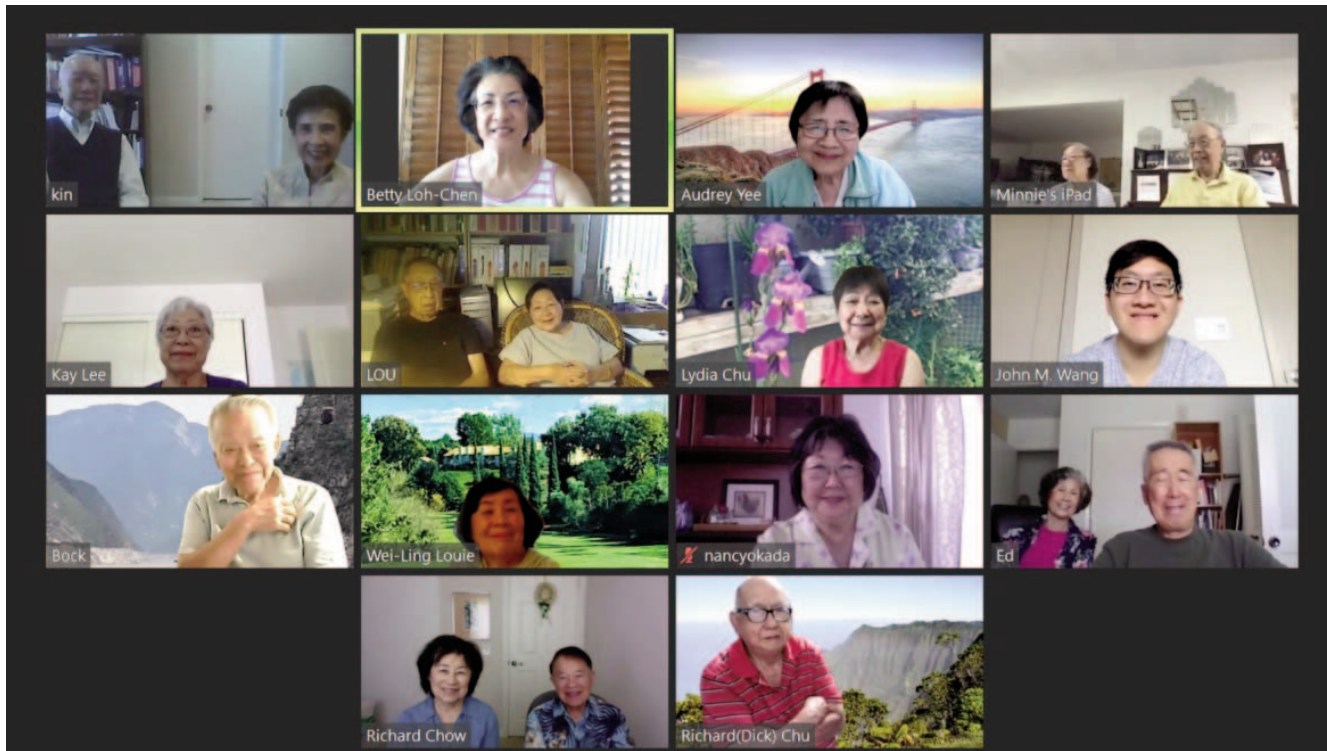 kin
Betty Loh-Chen
Audrey Yee
Minnie's iPad
Kay Lee
LOU
Lydia Chu
John M. Wang
Bock
Wei-Ling Louie
nancyokada
Ed
Richard Chow
Richard(Dick) Chu